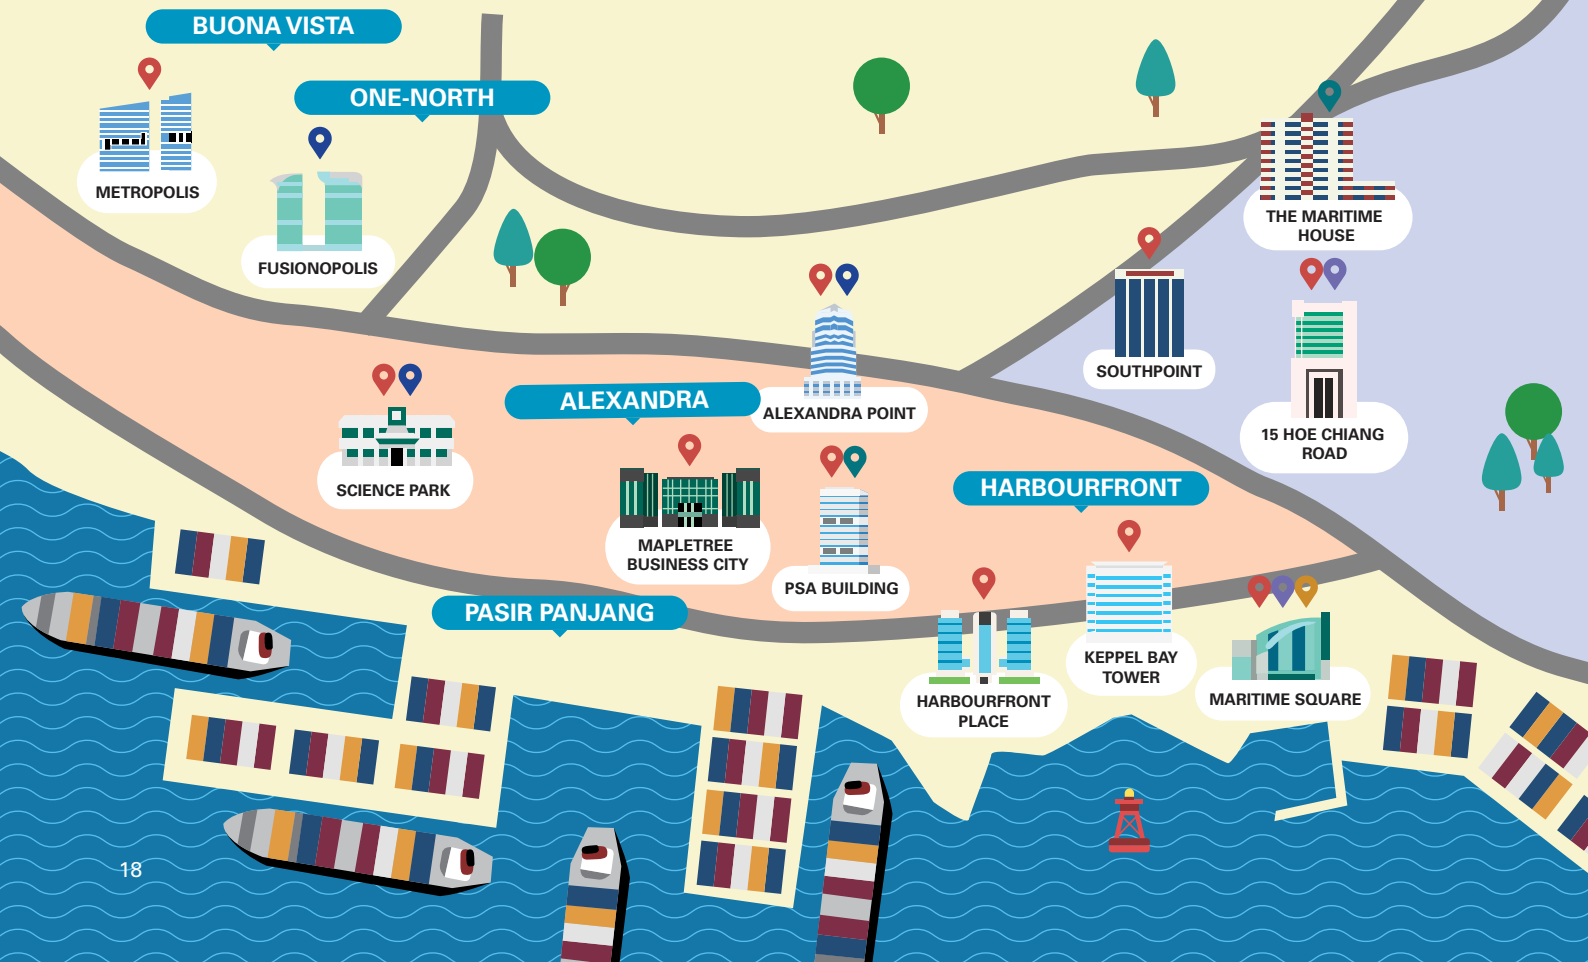 BUONA VISTA
ONE-NORTH
METROPOLIS
FUSIONOPOLIS
THE MARITIME
HOUSE
SOUTHPOINT
ALEXANDRA
ALEXANDRA POINT
15 HOE CHIANG
ROAD
SCIENCE PARK
HARBOURFRONT
MAPLETREE
BUSINESS CITY
PSA BUILDING
PASIR PANJANG
KEPPEL BAY
TOWER
HARBOURFRONT
PLACE
MARITIME SQUARE
18